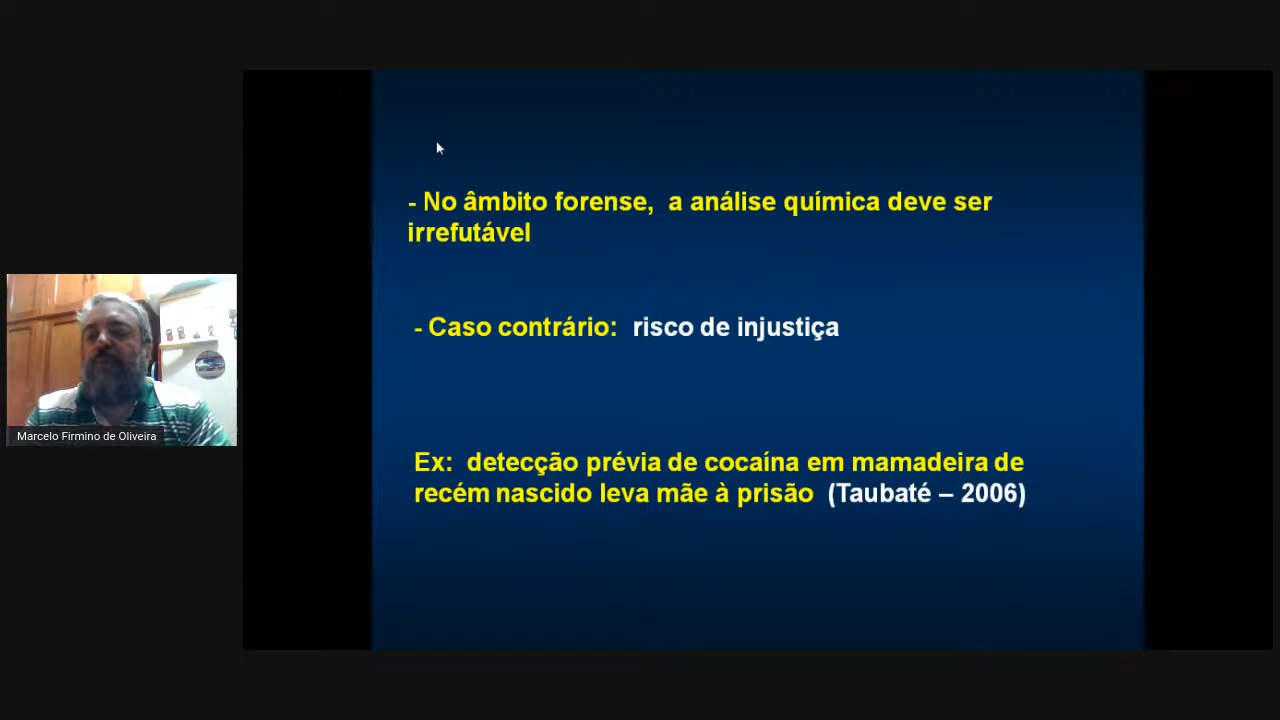 - No âmbito forense, a análise química deve ser
irrefutável
- Caso contrário: risco de injustiça
Ex: detecção prévia de cocaína em mamadeira de
recém nascido leva mãe à prisão (Taubaté – 2006)
Marcelo Firmino de Oliveira